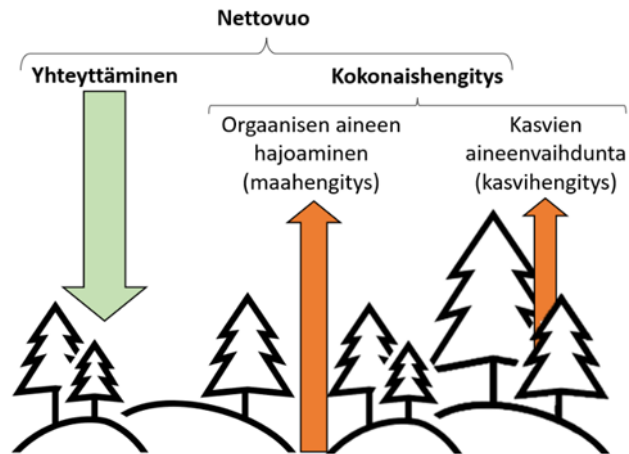 Nettovuo
Yhteyttäminen
Kokonaishengitys
Orgaanisen aineen
hajoaminen
(maahengitys)
Kasvien
aineenvaihdunta
(kasvihengitys)